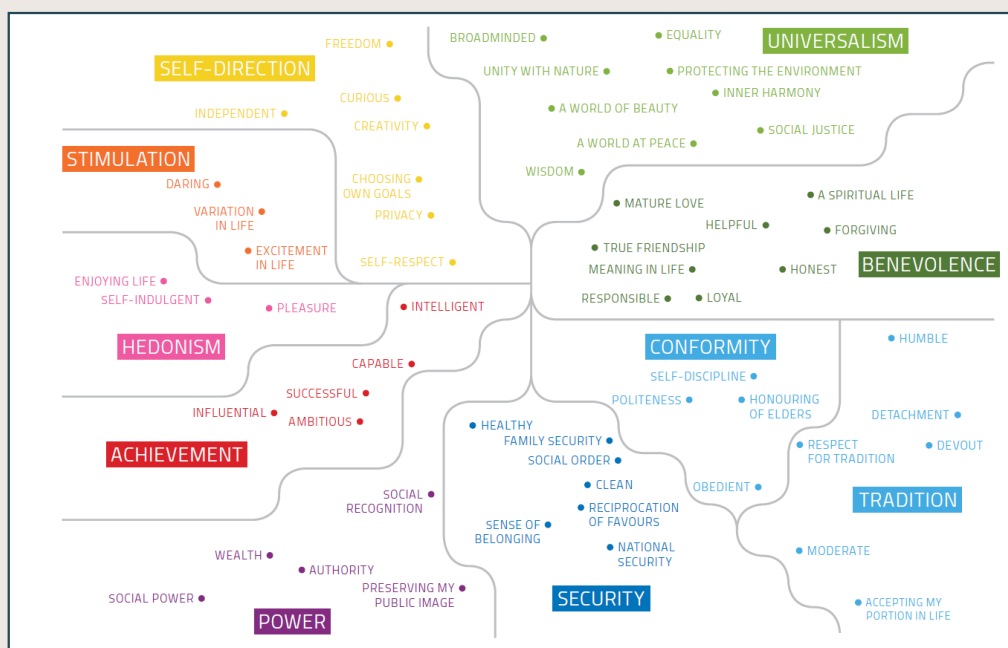 SELF-DIRECTION
FREEDOM
CURIOUS
INDEPENDENT
CREATIVITY
CHOOSING
OWN GOALS
PRIVACY
SELF-RESPECT
UNIVERSALISM
BROADMINDED
EQUALITY
UNITY WITH NATURE
PROTECTING THE ENVIRONMENT
INNER HARMONY
A WORLD OF BEAUTY
SOCIAL JUSTICE
A WORLD AT PEACE
WISDOM
STIMULATION
DARING
VARIATION
IN LIFE
EXCITEMENT
IN LIFE
A SPIRITUAL LIFE
MATURE LOVE
HELPFUL
FORGIVING
TRUE FRIENDSHIP
BENEVOLENCE
MEANING IN LIFE
HONEST
RESPONSIBLE
LOYAL
ENJOYING LIFE
SELF-INDULGENT
PLEASURE
HEDONISM
INTELLIGENT
CAPABLE
SUCCESSFUL
INFLUENTIAL
AMBITIOUS
ACHIEVEMENT
CONFORMITY
SELF-DISCIPLINE
POLITENESS
HONOURING
OF ELDERS
OBEDIENT
HUMBLE
DETACHMENT
RESPECT
FOR TRADITION
DEVOUT
TRADITION
MODERATE
ACCEPTING MY
PORTION IN LIFE
HEALTHY
FAMILY SECURITY
SOCIAL ORDER
CLEAN
RECIPROCATION
OF FAVOURS
SENSE OF
BELONGING
NATIONAL
SECURITY
SECURITY
SOCIAL
RECOGNITION
WEALTH
AUTHORITY
PRESERVING MY
PUBLIC IMAGE
SOCIAL POWER
POWER